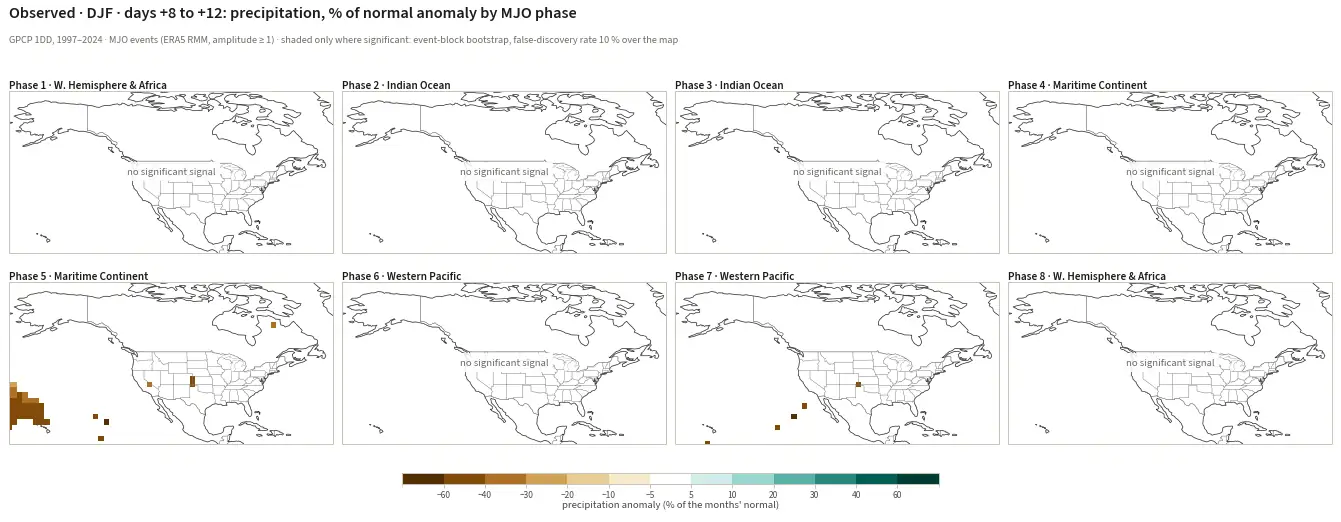 Observed · DJF · days +8 to +12: precipitation, % of normal anomaly by MJO phase
GPCP 1DD, 1997–2024 · MJO events (ERA5 RMM, amplitude ≥ 1) · shaded only where significant: event-block bootstrap, false-discovery rate 10 % over the map
Phase 1 · W. Hemisphere & Africa
Phase 2 · Indian Ocean
Phase 3 · Indian Ocean
Phase 4 · Maritime Continent
no significant signal
no significant signal
no significant signal
no significant signal
Phase 5 · Maritime Continent
Phase 6 · Western Pacific
Phase 7 · Western Pacific
Phase 8 · W. Hemisphere & Africa
no significant signal
no significant signal
−60 −40 −30 −20 −10 −5 5 10 20 30 40 60
precipitation anomaly (% of the months' normal)